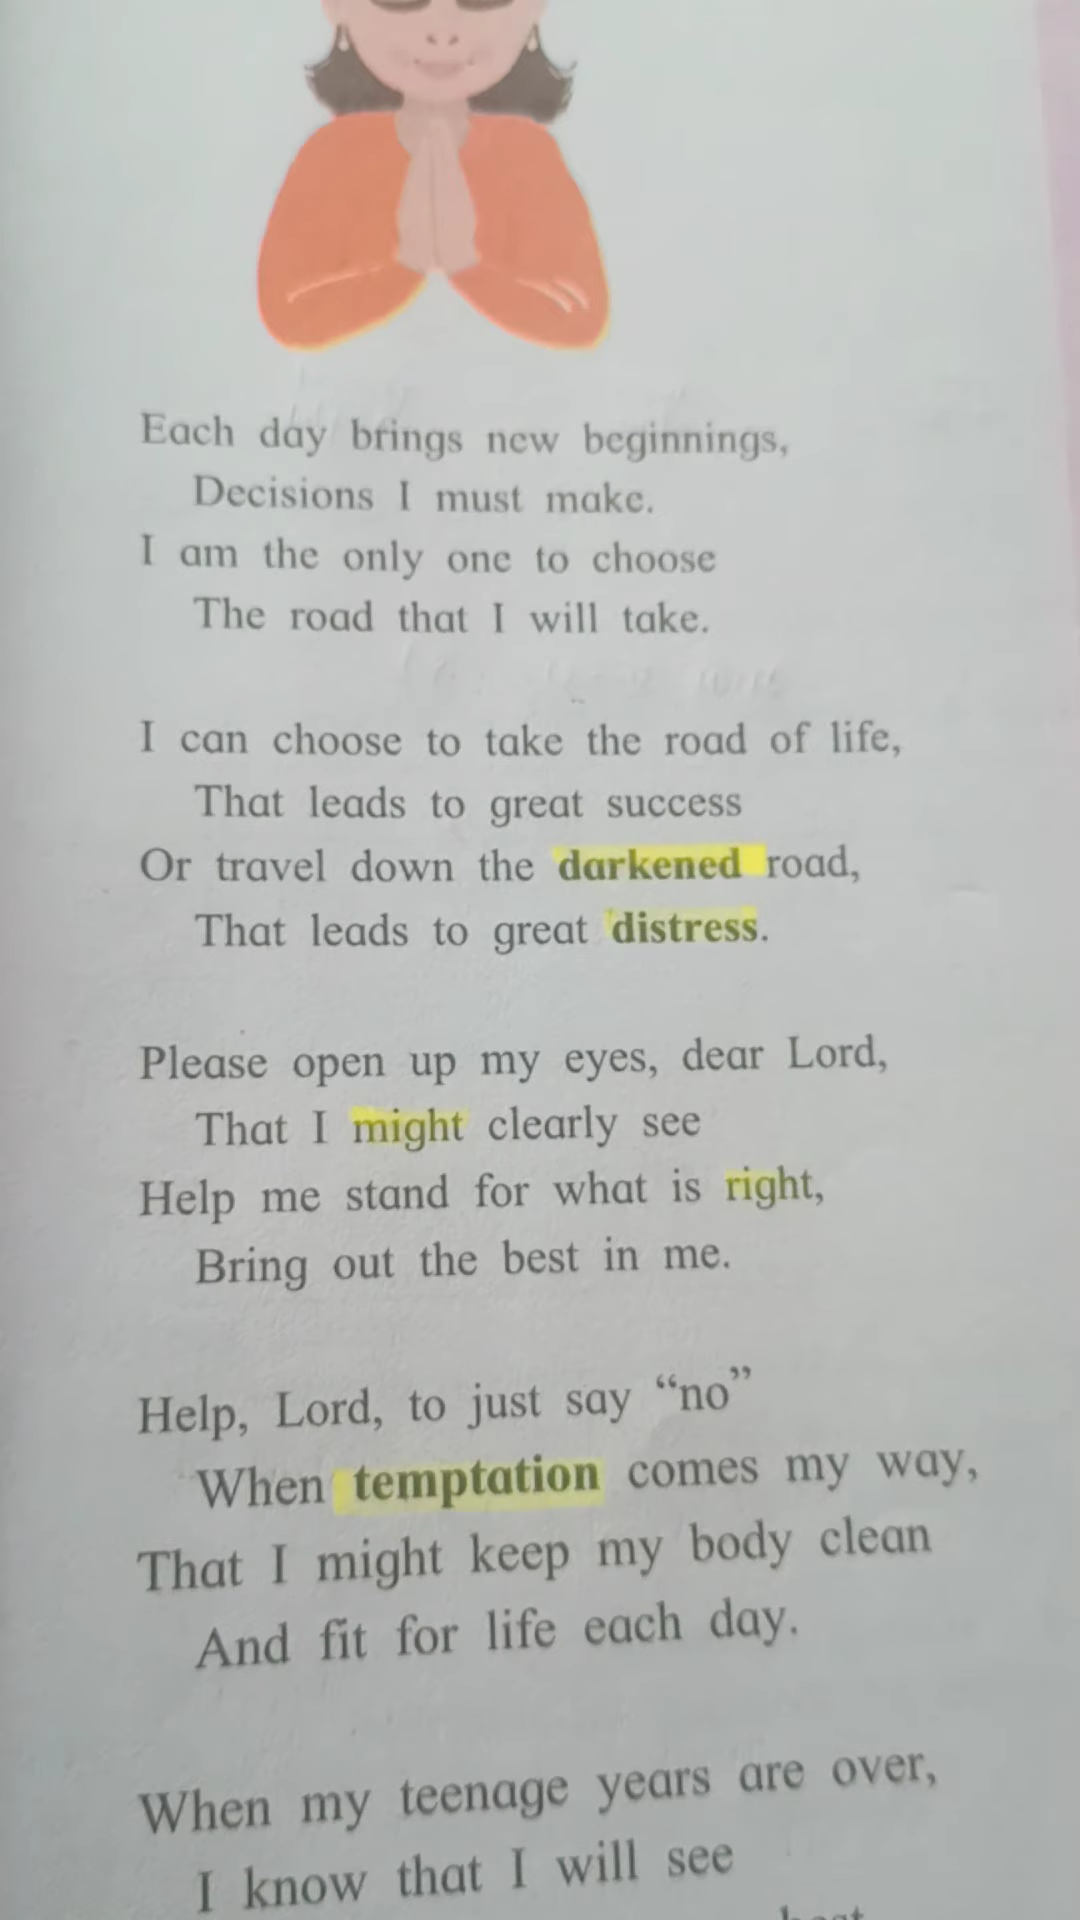 Each day brings new beginnings,
Decisions I must make.
I am the only one to choose
The road that I will take.
I can choose to take the road of life,
That leads to great success
Or travel down the darkened road,
That leads to great distress.
Please open up my eyes, dear Lord,
That I might clearly see
Help me stand for what is right,
Bring out the best in me.
Help, Lord, to just say “no”
When temptation comes my way,
That I might keep my body clean
And fit for life each day.
When my teenage years are over,
I know that I will see